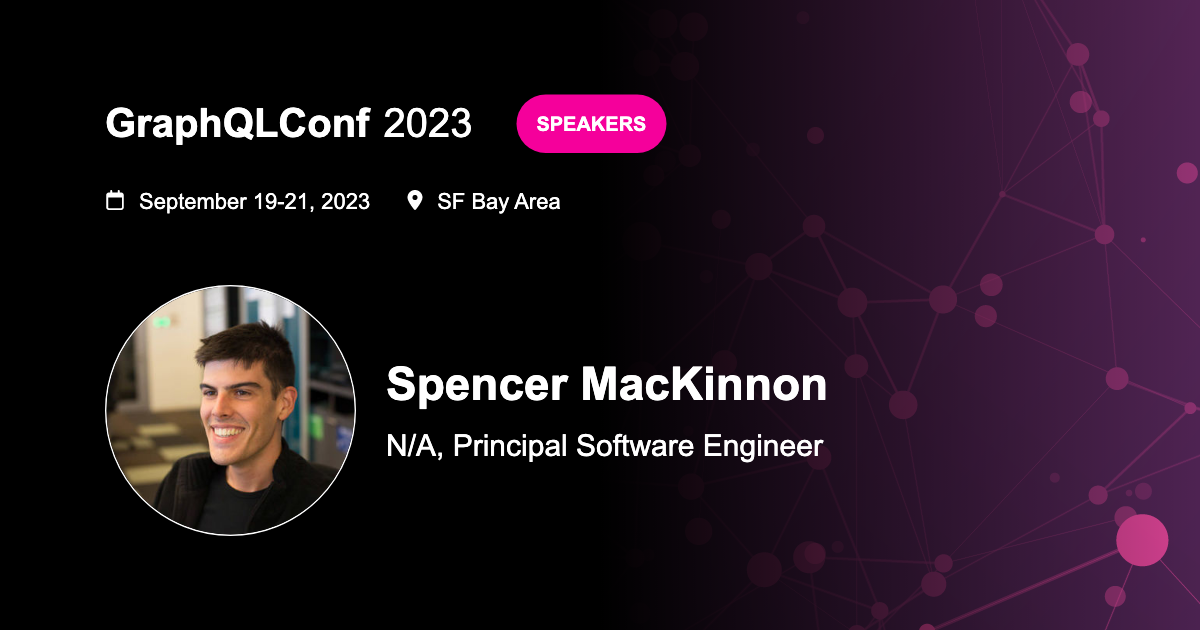 GraphQLConf 2023
SPEAKERS
September 19-21, 2023
SF Bay Area
Spencer MacKinnon
N/A, Principal Software Engineer